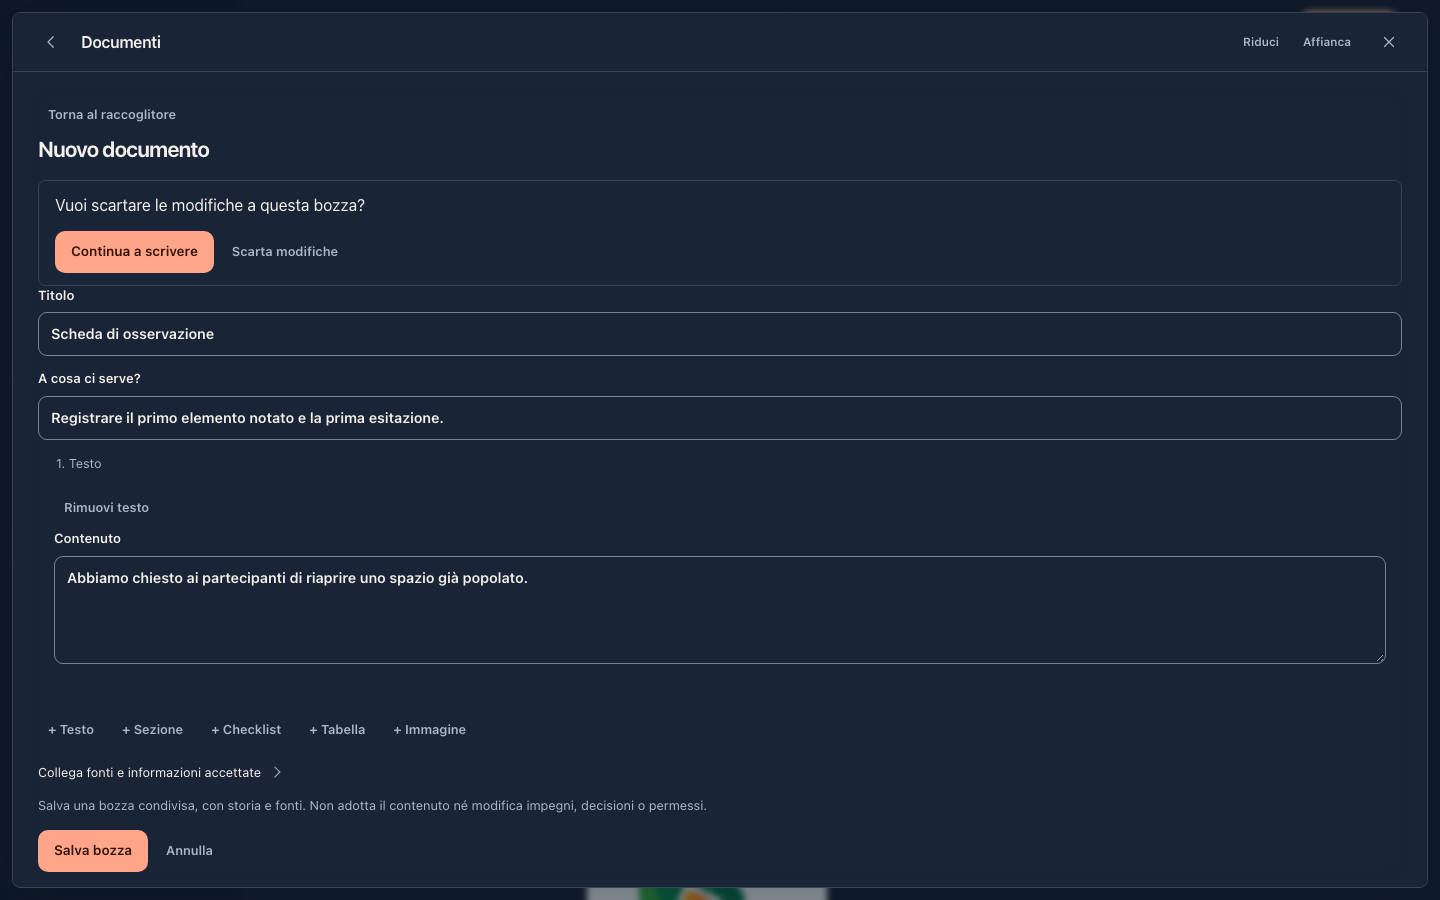 Documenti
Riduci
Affianca
Torna al raccoglitore
Nuovo documento
Vuoi scartare le modifiche a questa bozza?
Continua a scrivere
Scarta modifiche
Titolo
Scheda di osservazione
A cosa ci serve?
Registrare il primo elemento notato e la prima esitazione.
1. Testo
Rimuovi testo
Contenuto
Abbiamo chiesto ai partecipanti di riaprire uno spazio già popolato.
+ Testo
+ Sezione
+ Checklist
+ Tabella
+ Immagine
Collega fonti e informazioni accettate
Salva una bozza condivisa, con storia e fonti. Non adotta il contenuto né modifica impegni, decisioni o permessi.
Salva bozza
Annulla